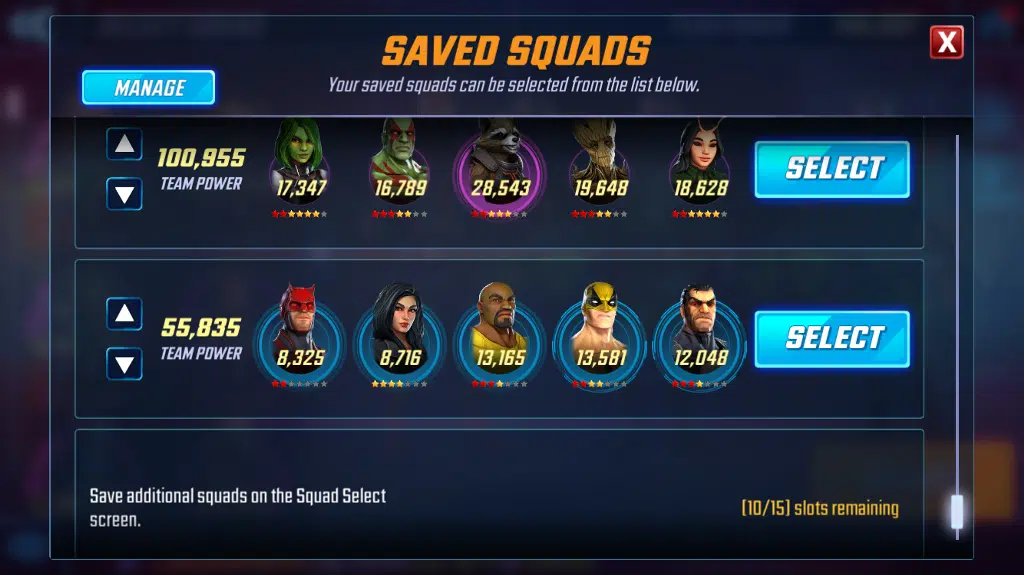 SAVED SQUADS
X
MANAGE
Your saved squads can be selected from the list below.
100,955
TEAM POWER
17,347
16,789
28,543
19,648
18,628
SELECT
55,835
TEAM POWER
8,325
8,716
13,165
13,581
12,048
SELECT
Save additional squads on the Squad Select
screen.
[10/15] slots remaining